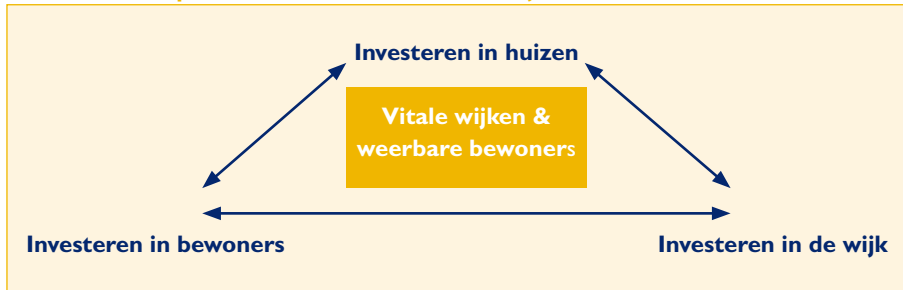 Investeren in huizen
Vitale wijken &
weerbare bewoners
Investeren in bewoners
Investeren in de wijk